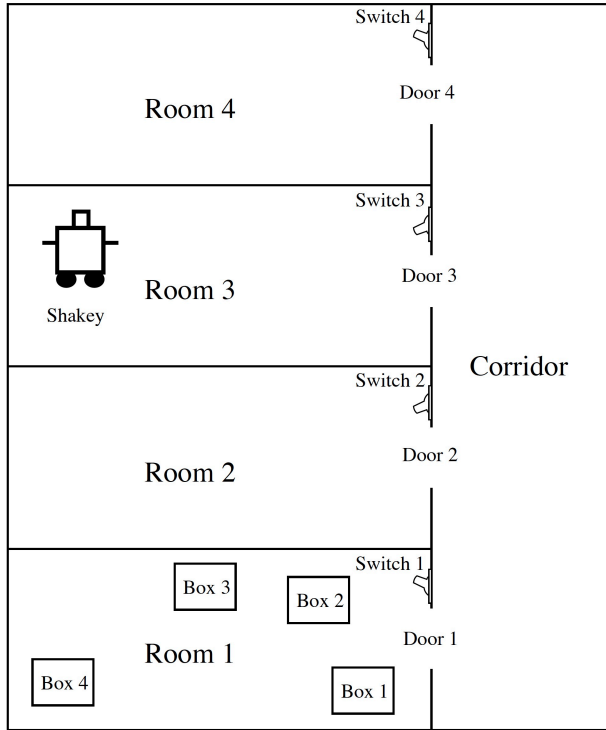 Switch 4
Door 4
Room 4
Switch 3
Door 3
Room 3
Shakey
Corridor
Switch 2
Door 2
Room 2
Switch 1
Box 3
Box 2
Door 1
Room 1
Box 4
Box 1